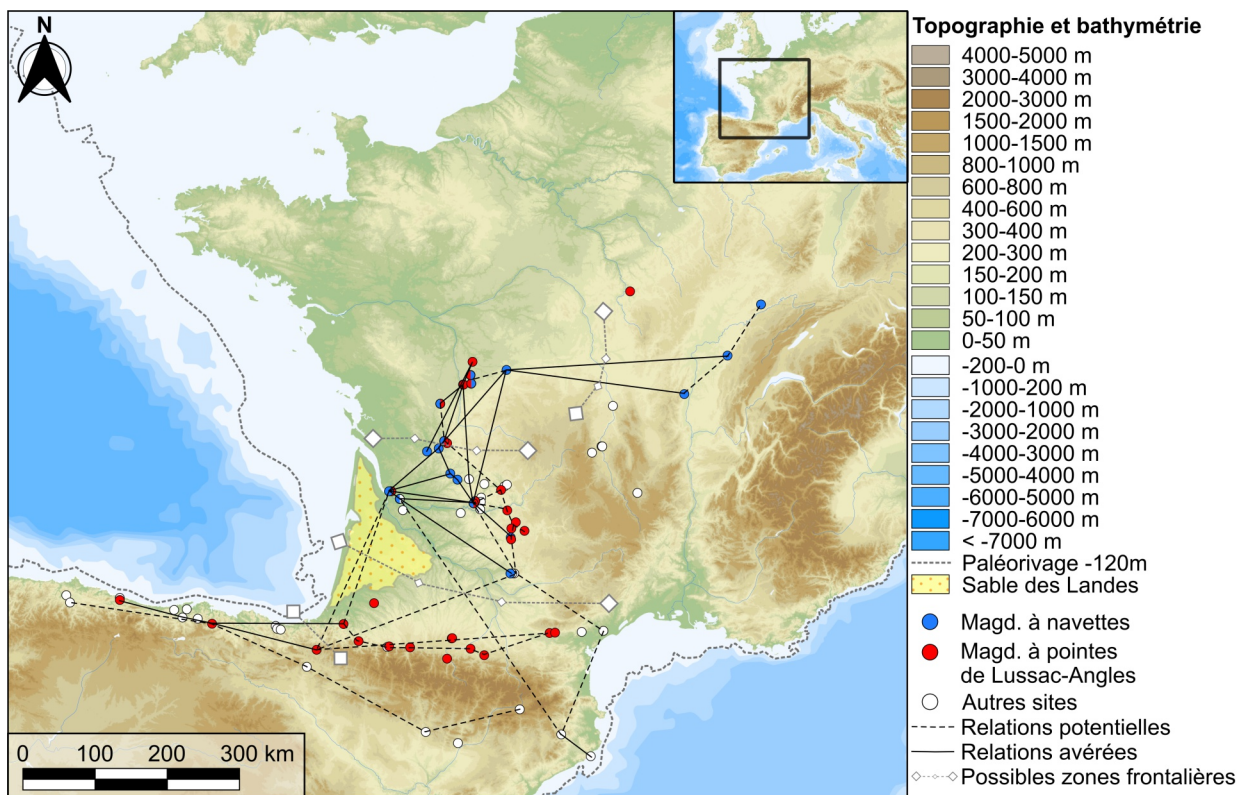 N
0 100 200 300 km
Topographie et bathymétrie
4000-5000 m
3000-4000 m
2000-3000 m
1500-2000 m
1000-1500 m
800-1000 m
600-800 m
400-600 m
300-400 m
200-300 m
150-200 m
100-150 m
50-100 m
0-50 m
-200-0 m
-1000-200 m
-2000-1000 m
-3000-2000 m
-4000-3000 m
-5000-4000 m
-6000-5000 m
-7000-6000 m
< -7000 m
Paléorivage -120m
Sable des Landes
Magd. à navettes
Magd. à pointes
de Lussac-Angles
Autres sites
Relations potentielles
Relations avérées
Possibles zones frontalières